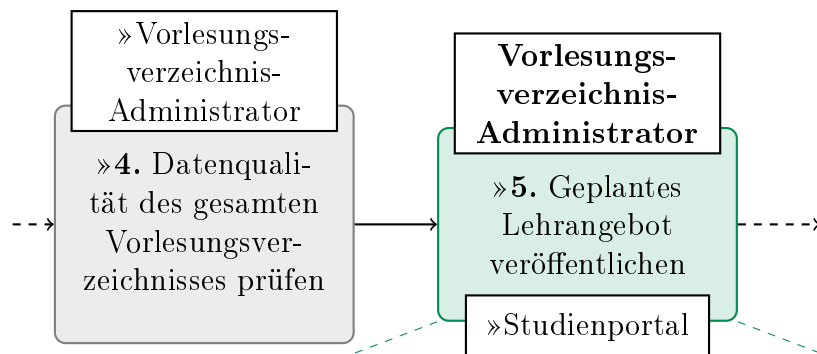 »Vorlesungs-
verzeichnis-
Administrator
»4. Datenquali-
tät des gesamten
Vorlesungsver-
zeichnisses prüfen
Vorlesungs-
verzeichnis-
Administrator
»5. Geplantes
Lehrangebot
veröffentlichen
»Studienportal